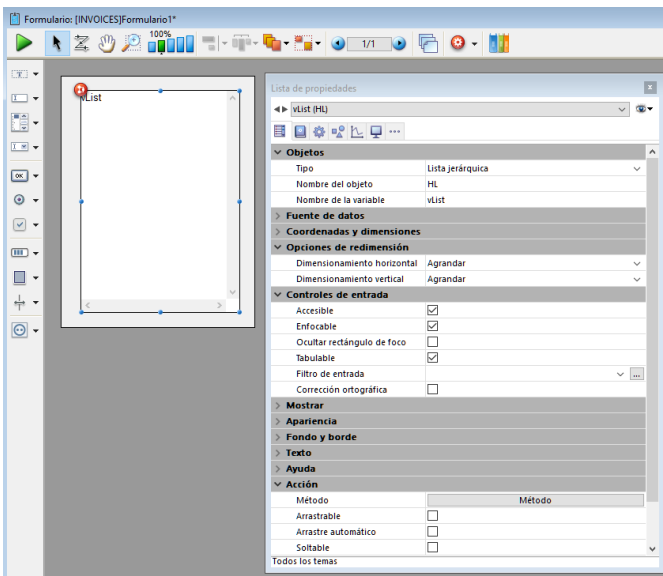 Formulario: [INVOICES]Formulario1*
100%
1/1
vList
Lista de propiedades
x
vList (HL)
Objetos
Tipo Lista jerárquica
Nombre del objeto HL
Nombre de la variable vList
Fuente de datos
Coordenadas y dimensiones
Opciones de redimensión
Dimensionamiento horizontal Agrandar
Dimensionamiento vertical Agrandar
Controles de entrada
Accesible
Enfocable
Ocultar rectángulo de foco
Tabulable
Filtro de entrada ...
Corrección ortográfica
Mostrar
Apariencia
Fondo y borde
Texto
Ayuda
Acción
Método Método
Arrastrable
Arrastre automático
Soltable
Todos los temas
OK